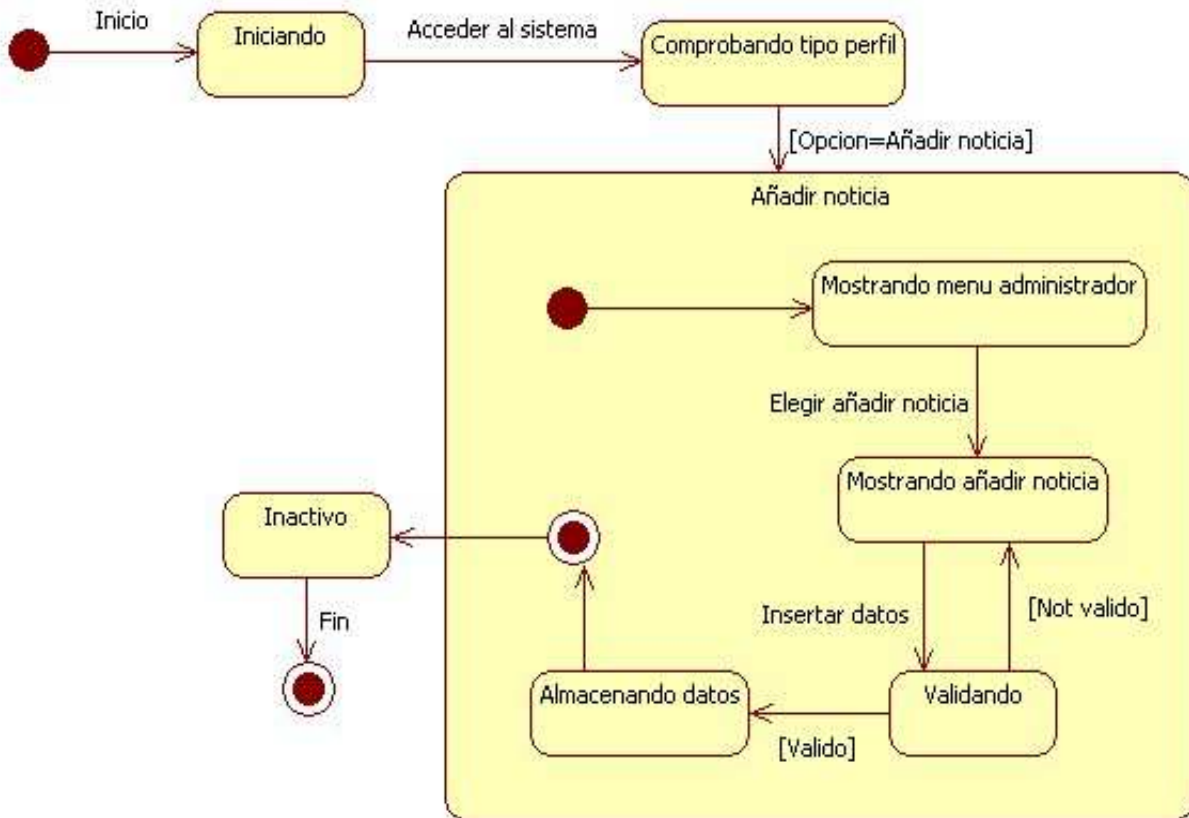 Inicio
Iniciando
Acceder al sistema
Comprobando tipo perfil
[Opcion=Añadir noticia]
Añadir noticia
Mostrando menu administrador
Elegir añadir noticia
Mostrando añadir noticia
Inactivo
Insertar datos
[Not valido]
Fin
Almacenando datos
Validando
[Valido]